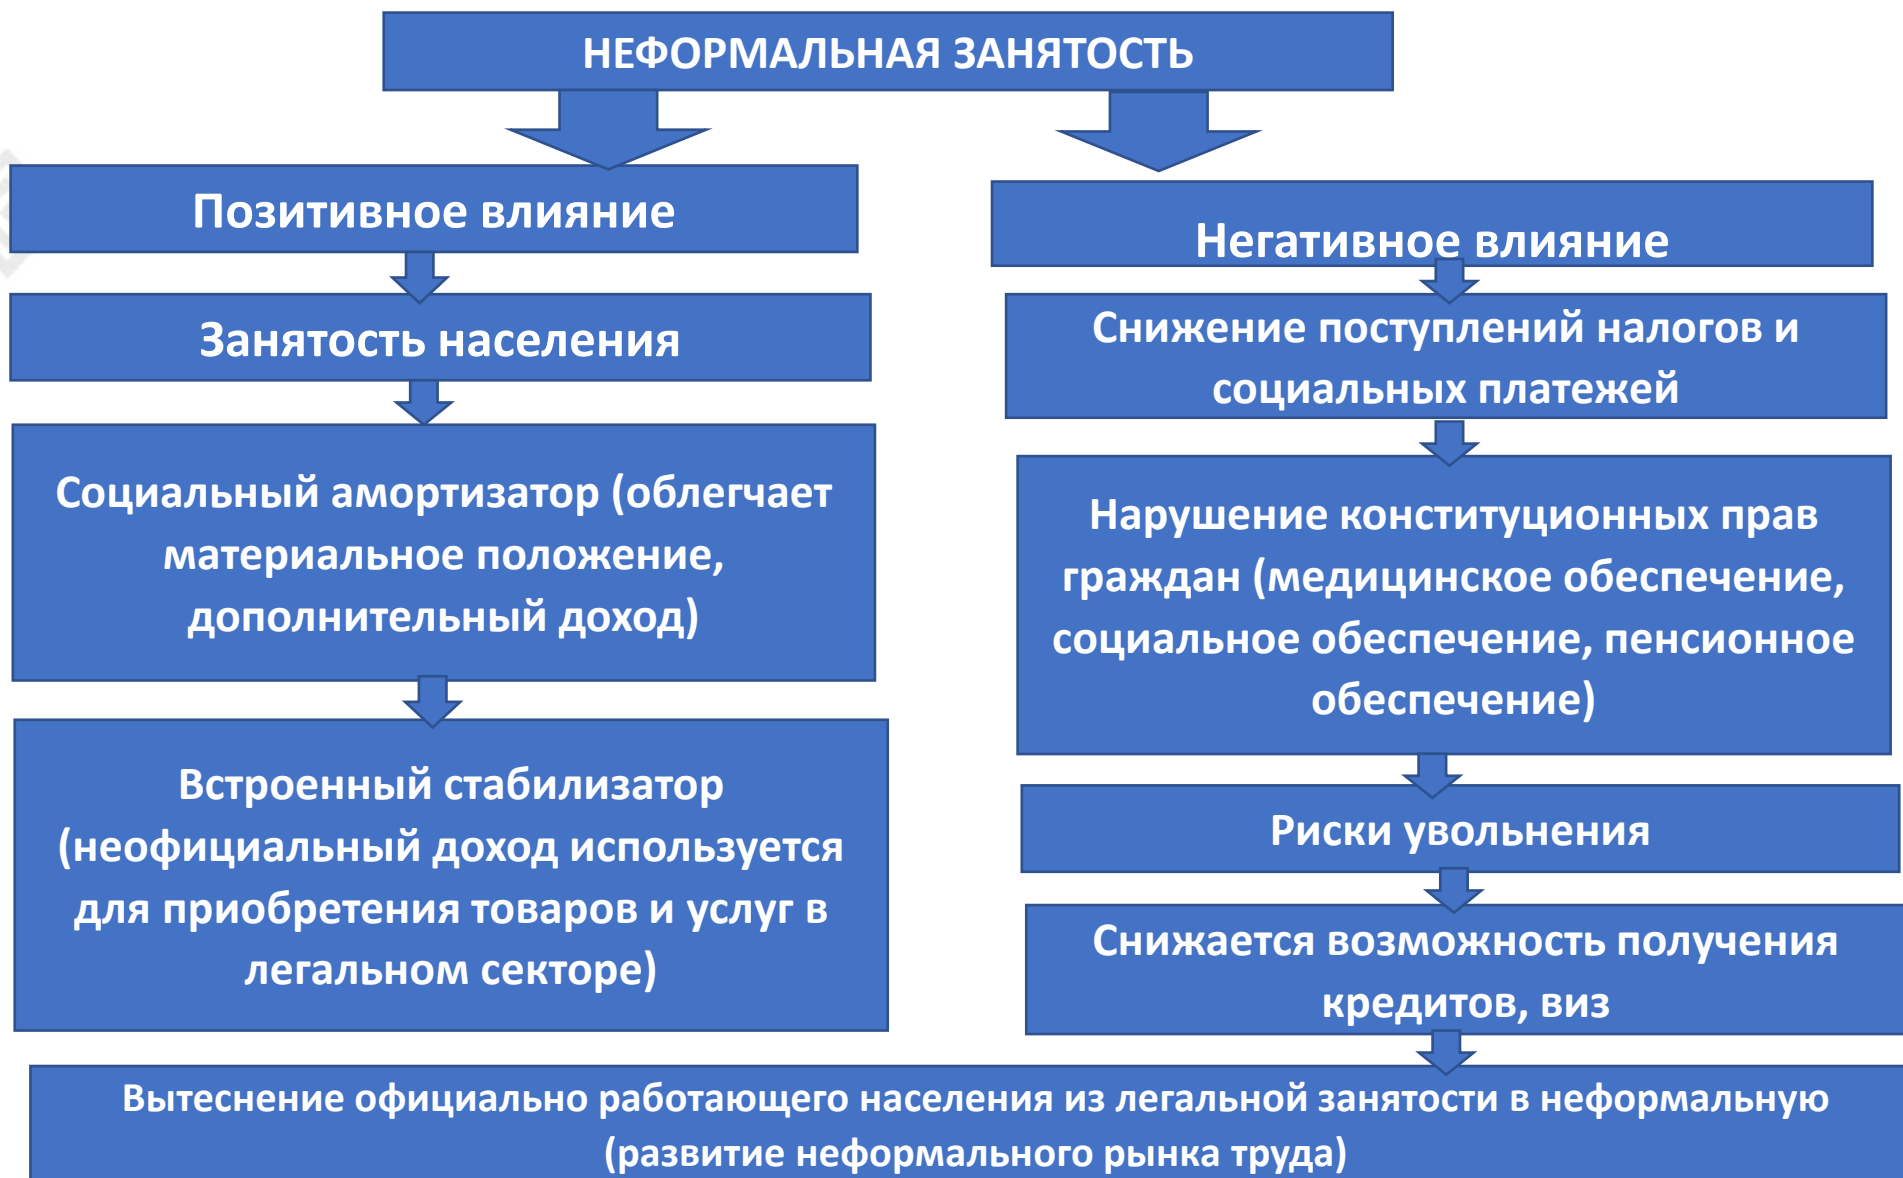 НЕФОРМАЛЬНАЯ ЗАНЯТОСТЬ
Позитивное влияние
Занятость населения
Социальный амортизатор (облегчает
материальное положение,
дополнительный доход)
Встроенный стабилизатор
(неофициальный доход используется
для приобретения товаров и услуг в
легальном секторе)
Негативное влияние
Снижение поступлений налогов и
социальных платежей
Нарушение конституционных прав
граждан (медицинское обеспечение,
социальное обеспечение, пенсионное
обеспечение)
Риски увольнения
Снижается возможность получения
кредитов, виз
Вытеснение официально работающего населения из легальной занятости в неформальную
(развитие неформального рынка труда)